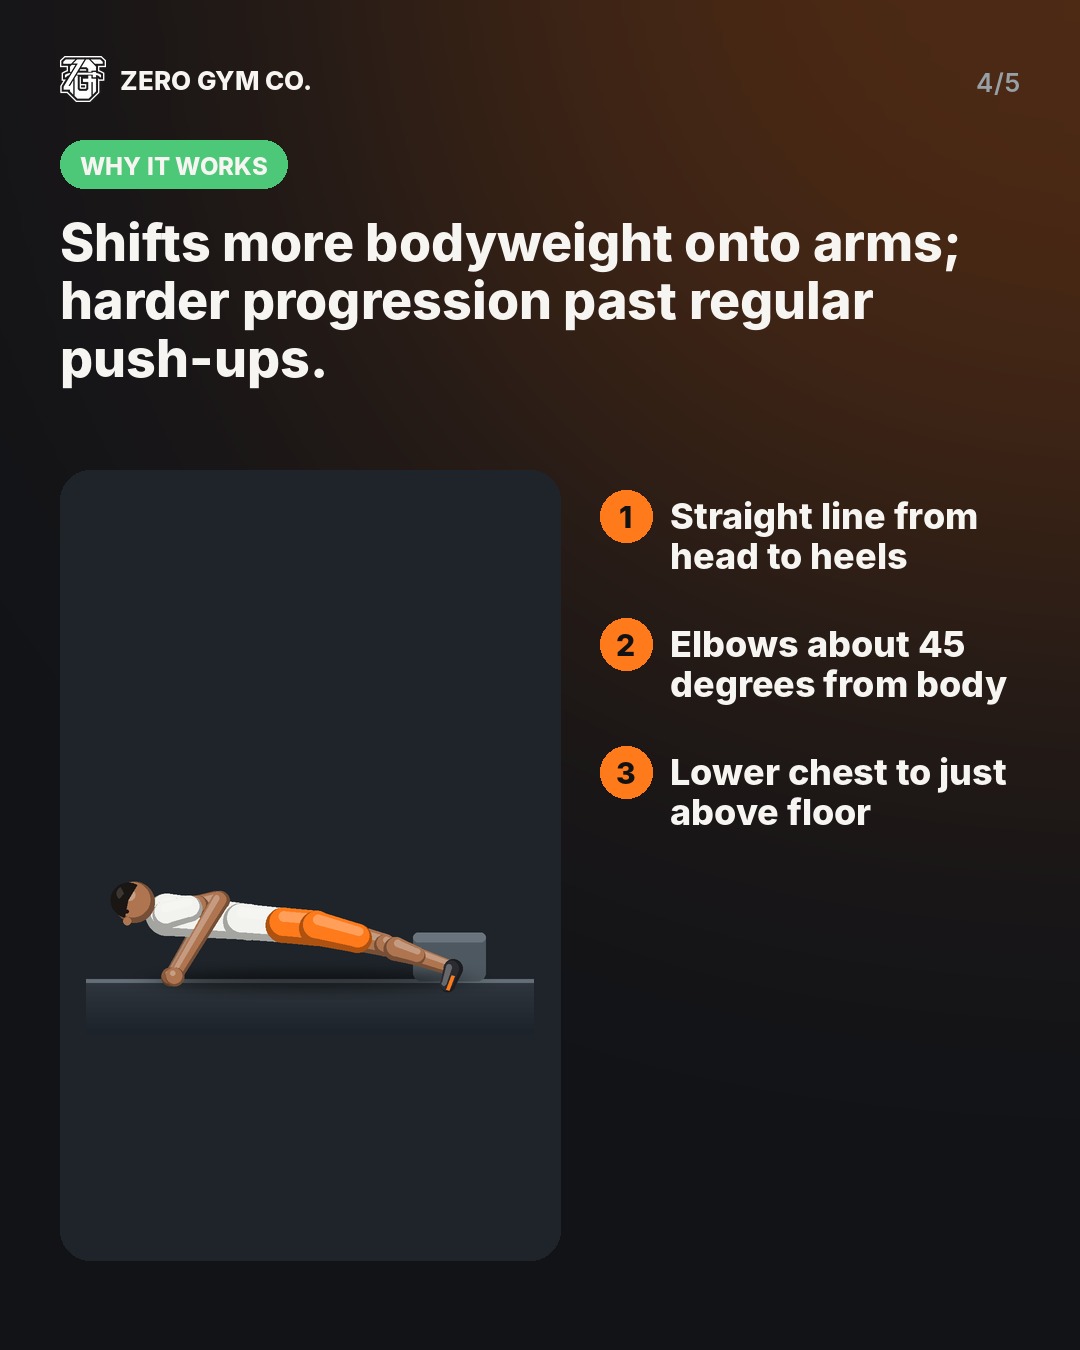 ZERO GYM CO.
4/5
WHY IT WORKS
Shifts more bodyweight onto arms;
harder progression past regular
push-ups.
1 Straight line from
head to heels
2 Elbows about 45
degrees from body
3 Lower chest to just
above floor